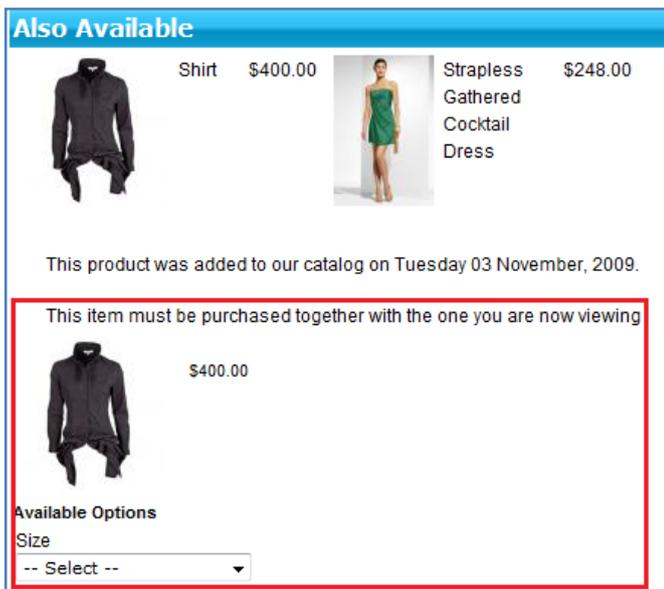 Also Available
Shirt $400.00 Strapless $248.00
Gathered
Cocktail
Dress
This product was added to our catalog on Tuesday 03 November, 2009.
This item must be purchased together with the one you are now viewing
$400.00
Available Options
Size
-- Select --